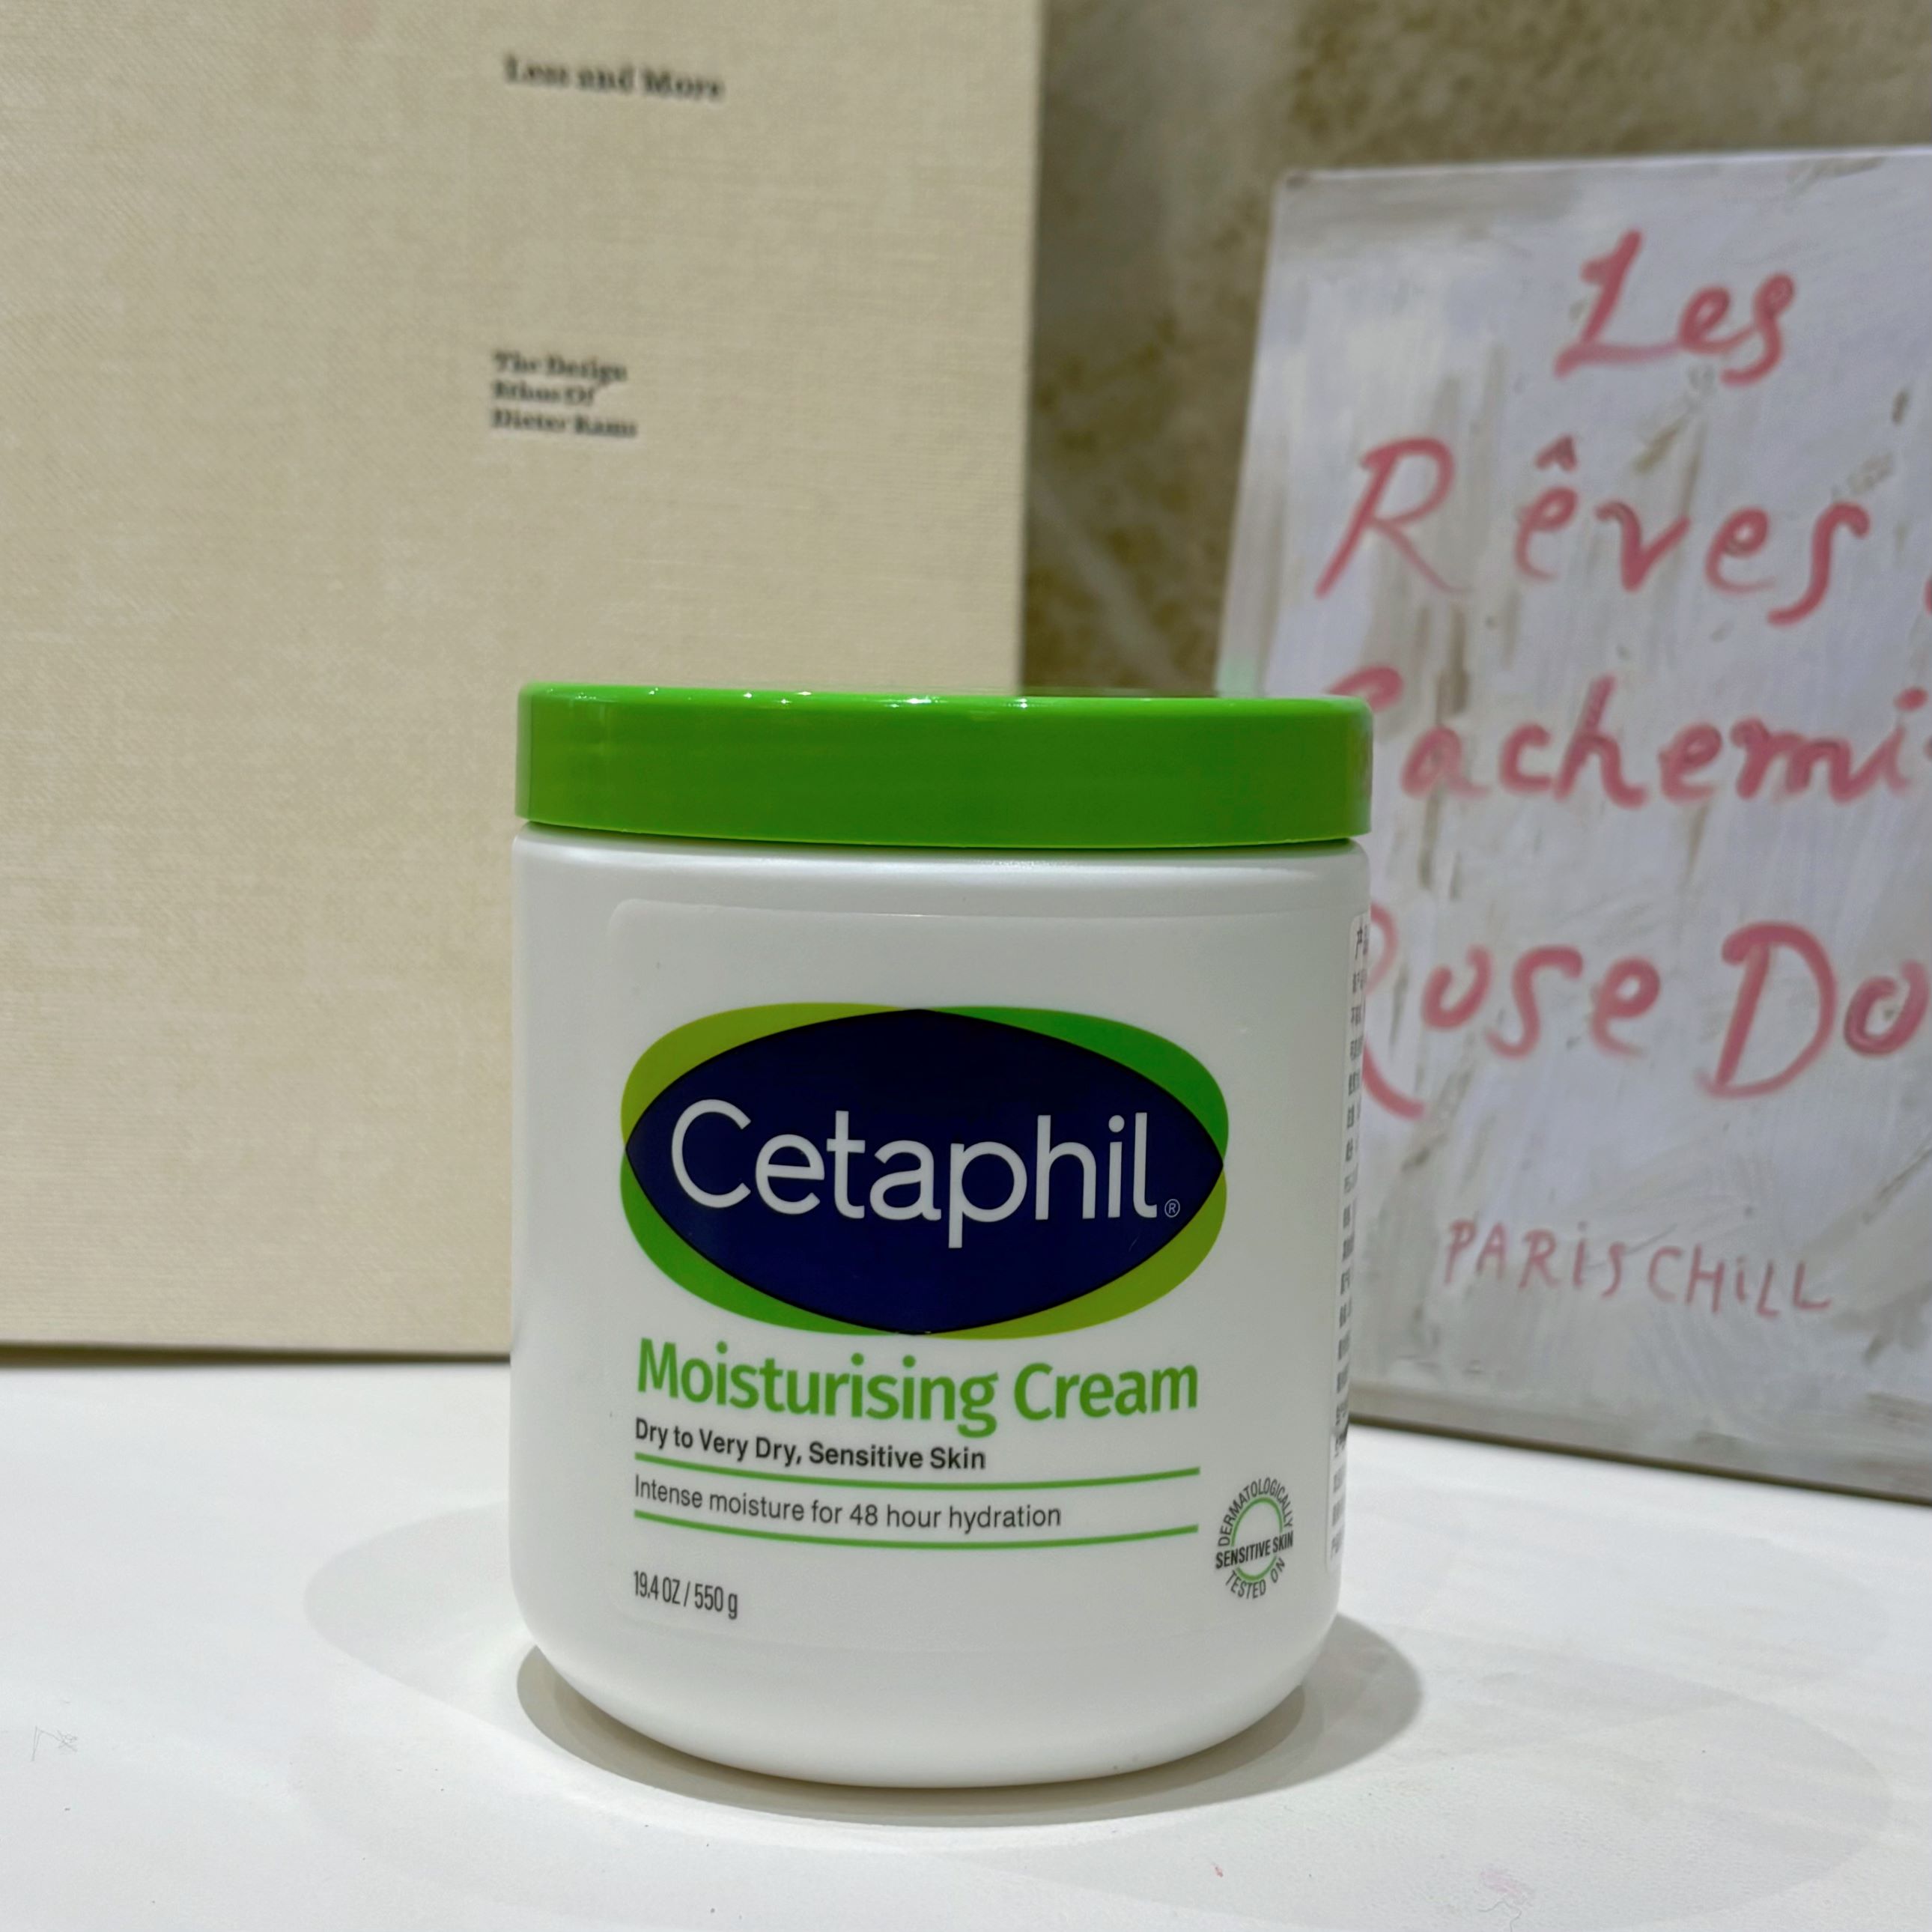 Less and More
The Design
Ethos Of
Dieter Rams
Les
Rêves
Cachemi
Rose Do
PARIS CHILL
Cetaphil®
Moisturising Cream
Dry to Very Dry, Sensitive Skin
Intense moisture for 48 hour hydration
19.4 OZ / 550 g
DERMATOLOGICALLY
SENSITIVE SKIN
TESTED ON